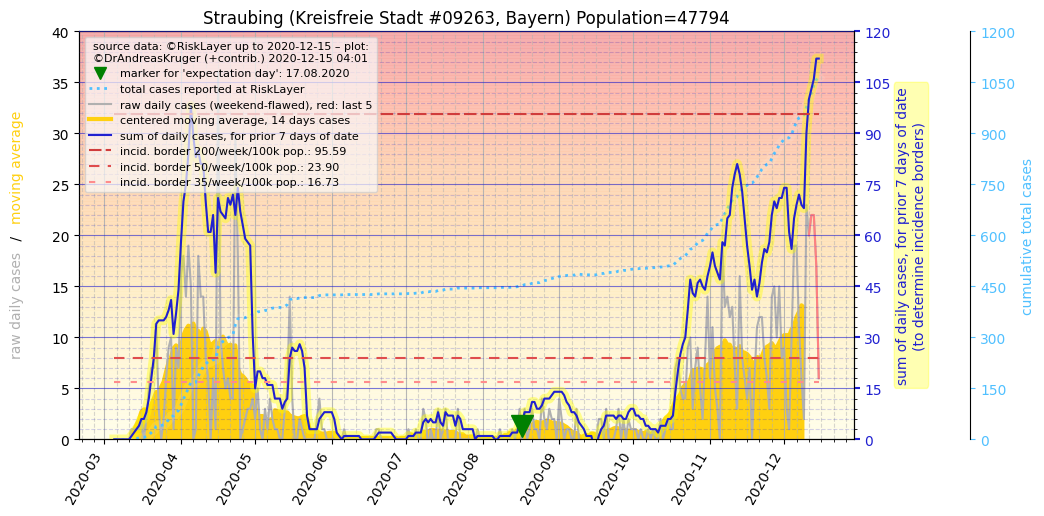 Straubing (Kreisfreie Stadt #09263, Bayern) Population=47794
source data: ©RiskLayer up to 2020-12-15 – plot:
©DrAndreasKruger (+contrib.) 2020-12-15 04:01
marker for 'expectation day': 17.08.2020
total cases reported at RiskLayer
raw daily cases (weekend-flawed), red: last 5
centered moving average, 14 days cases
sum of daily cases, for prior 7 days of date
incid. border 200/week/100k pop.: 95.59
incid. border 50/week/100k pop.: 23.90
incid. border 35/week/100k pop.: 16.73
raw daily cases / moving average
40
35
30
25
20
15
10
5
0
120
105
90
75
60
45
30
15
0
sum of daily cases, for prior 7 days of date
(to determine incidence borders)
1200
1050
900
750
600
450
300
150
0
cumulative total cases
2020-03
2020-04
2020-05
2020-06
2020-07
2020-08
2020-09
2020-10
2020-11
2020-12